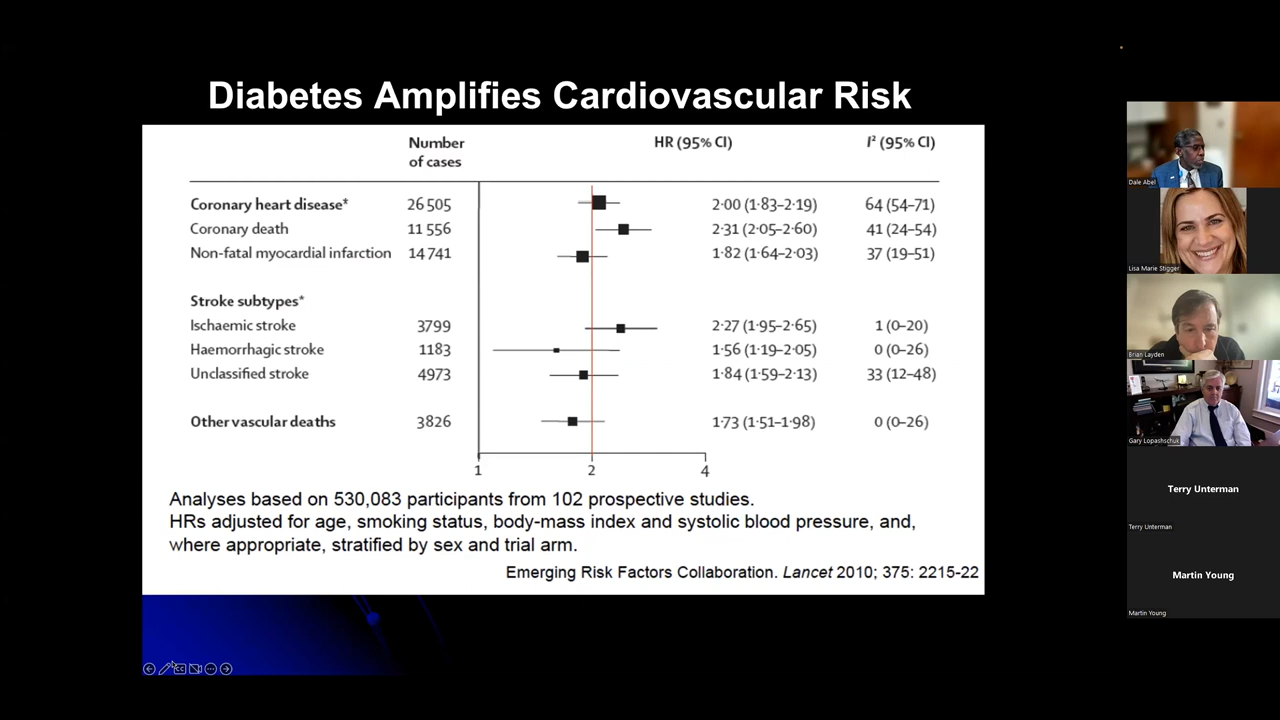 Diabetes Amplifies Cardiovascular Risk
Number of cases HR (95% CI) I² (95% CI)
Coronary heart disease* 26 505 2·00 (1·83–2·19) 64 (54–71)
Coronary death 11 556 2·31 (2·05–2·60) 41 (24–54)
Non-fatal myocardial infarction 14 741 1·82 (1·64–2·03) 37 (19–51)
Stroke subtypes*
Ischaemic stroke 3799 2·27 (1·95–2·65) 1 (0–20)
Haemorrhagic stroke 1183 1·56 (1·19–2·05) 0 (0–26)
Unclassified stroke 4973 1·84 (1·59–2·13) 33 (12–48)
Other vascular deaths 3826 1·73 (1·51–1·98) 0 (0–26)
1 2 4
Analyses based on 530,083 participants from 102 prospective studies.
HRs adjusted for age, smoking status, body-mass index and systolic blood pressure, and,
where appropriate, stratified by sex and trial arm.
Emerging Risk Factors Collaboration. Lancet 2010; 375: 2215-22
Dale Abel
Lisa Marie Stigger
Brian Layden
Gary Lopashschuk
Terry Unterman
Terry Unterman
Martin Young
Martin Young